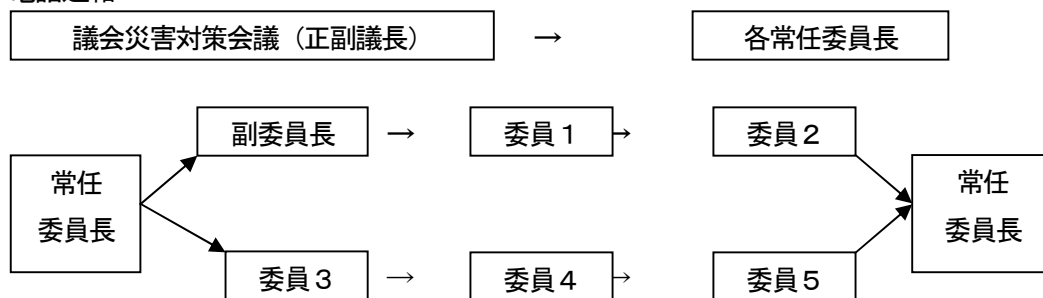 議会災害対策会議（正副議長） → 各常任委員長
副委員長 → 委員１ → 委員２
常任
委員長
常任
委員長
委員３ → 委員４ → 委員５